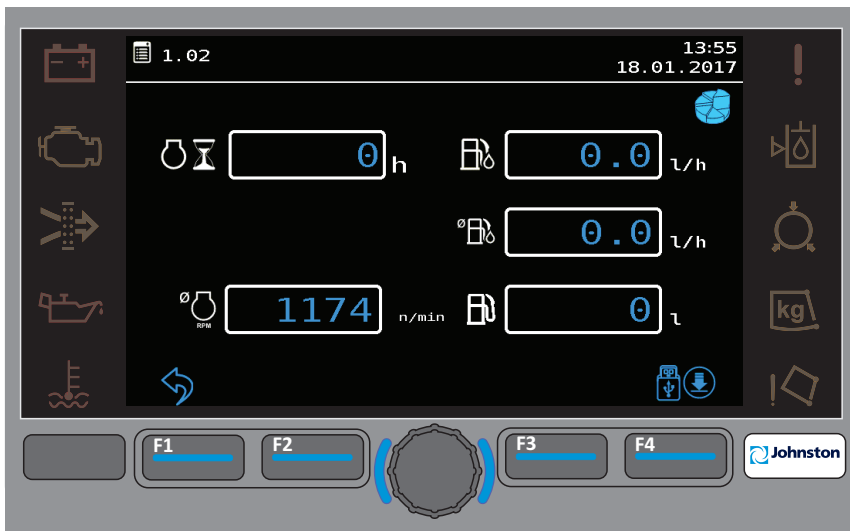 1.02
13:55
18.01.2017
0 h
0.0 l/h
Ø
0.0 l/h
Ø
RPM
1174 n/min
0 l
kg
F1
F2
F3
F4
Johnston